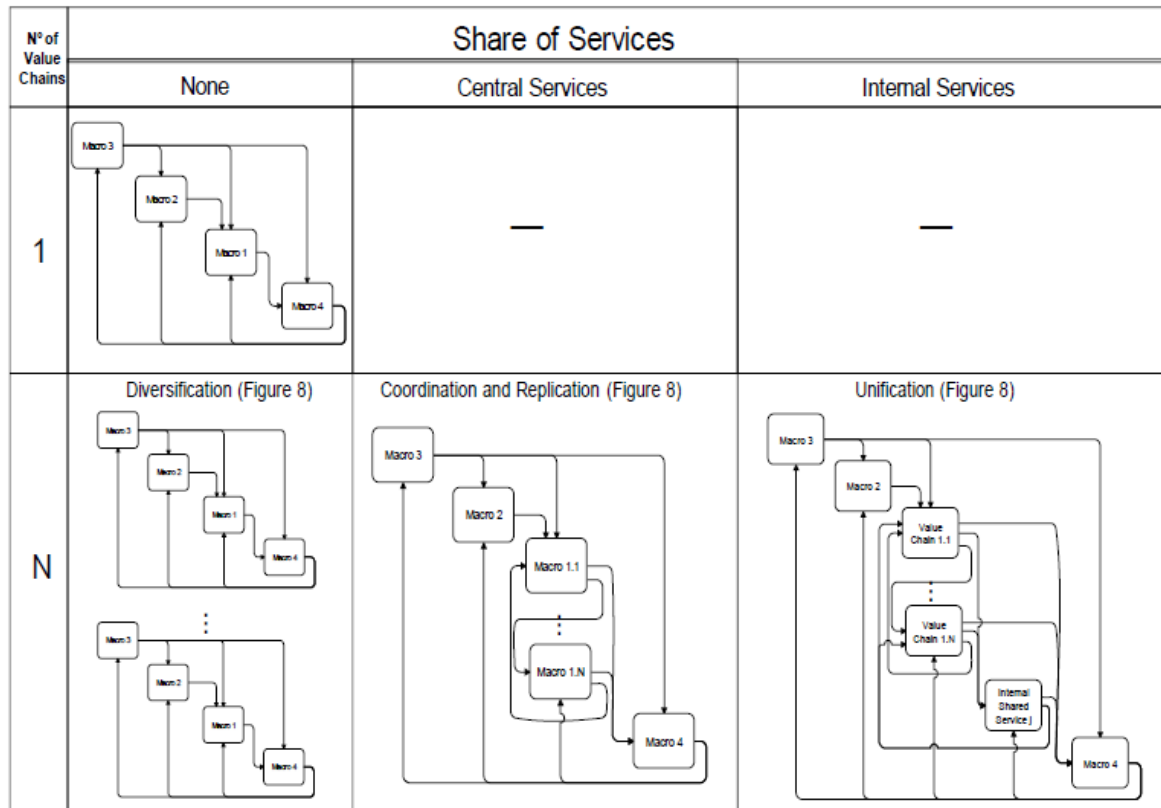 Nº of
Value
Chains
Share of Services
None
Central Services
Internal Services
1
Macro 3
Macro 2
Macro 1
Macro 4
—
—
N
Diversification (Figure 8)
Macro 3
Macro 2
Macro 1
Macro 4
Macro 3
Macro 2
Macro 1
Macro 4
Coordination and Replication (Figure 8)
Macro 3
Macro 2
Macro 1.1
Macro 1.N
Macro 4
Unification (Figure 8)
Macro 3
Macro 2
Value
Chain 1.1
Value
Chain 1.N
Internal
Shared
Service j
Macro 4